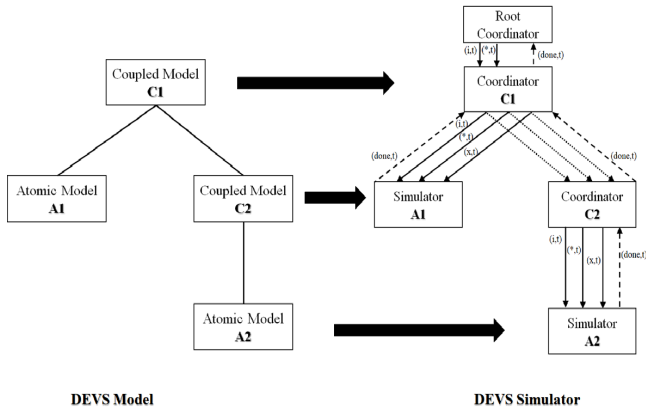 Root
Coordinator
(i,t) (*,t) (done,t)
Coupled Model
C1
Coordinator
C1
(i,t)
(*,t)
(x,t)
(done,t)
(done,t)
Atomic Model
A1
Coupled Model
C2
Simulator
A1
Coordinator
C2
(i,t)
(*,t)
(x,t)
(done,t)
Atomic Model
A2
Simulator
A2
DEVS Model
DEVS Simulator